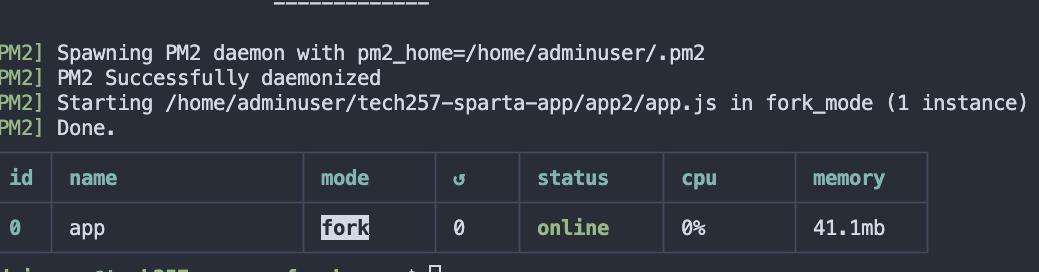 PM2] Spawning PM2 daemon with pm2_home=/home/adminuser/.pm2
PM2] PM2 Successfully daemonized
PM2] Starting /home/adminuser/tech257-sparta-app/app2/app.js in fork_mode (1 instance)
PM2] Done.
id name mode ↺ status cpu memory
0 app fork 0 online 0% 41.1mb